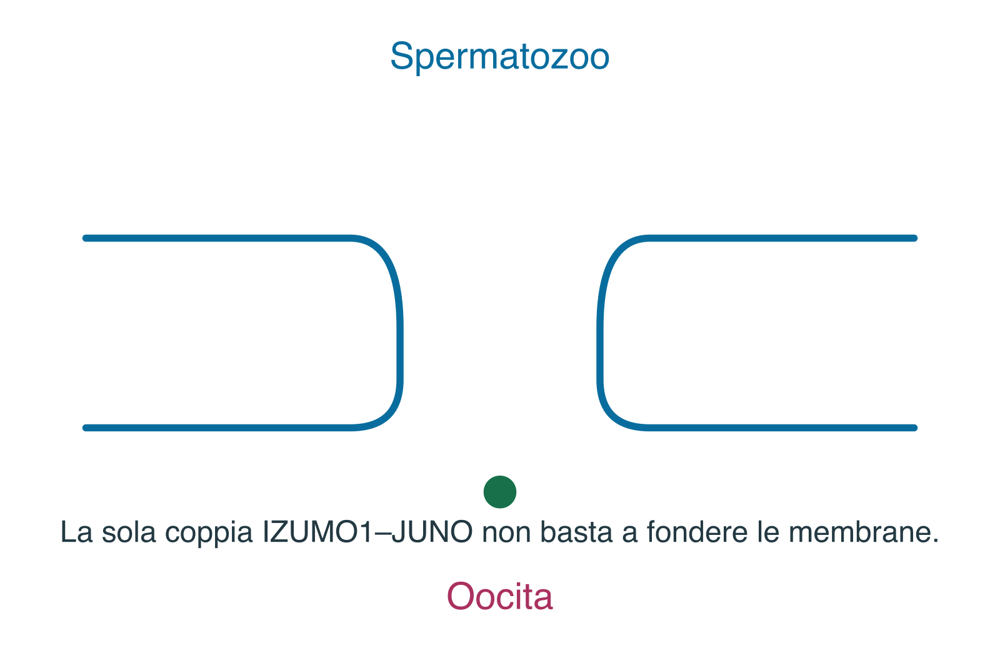 Spermatozoo
La sola coppia IZUMO1–JUNO non basta a fondere le membrane.
Oocita